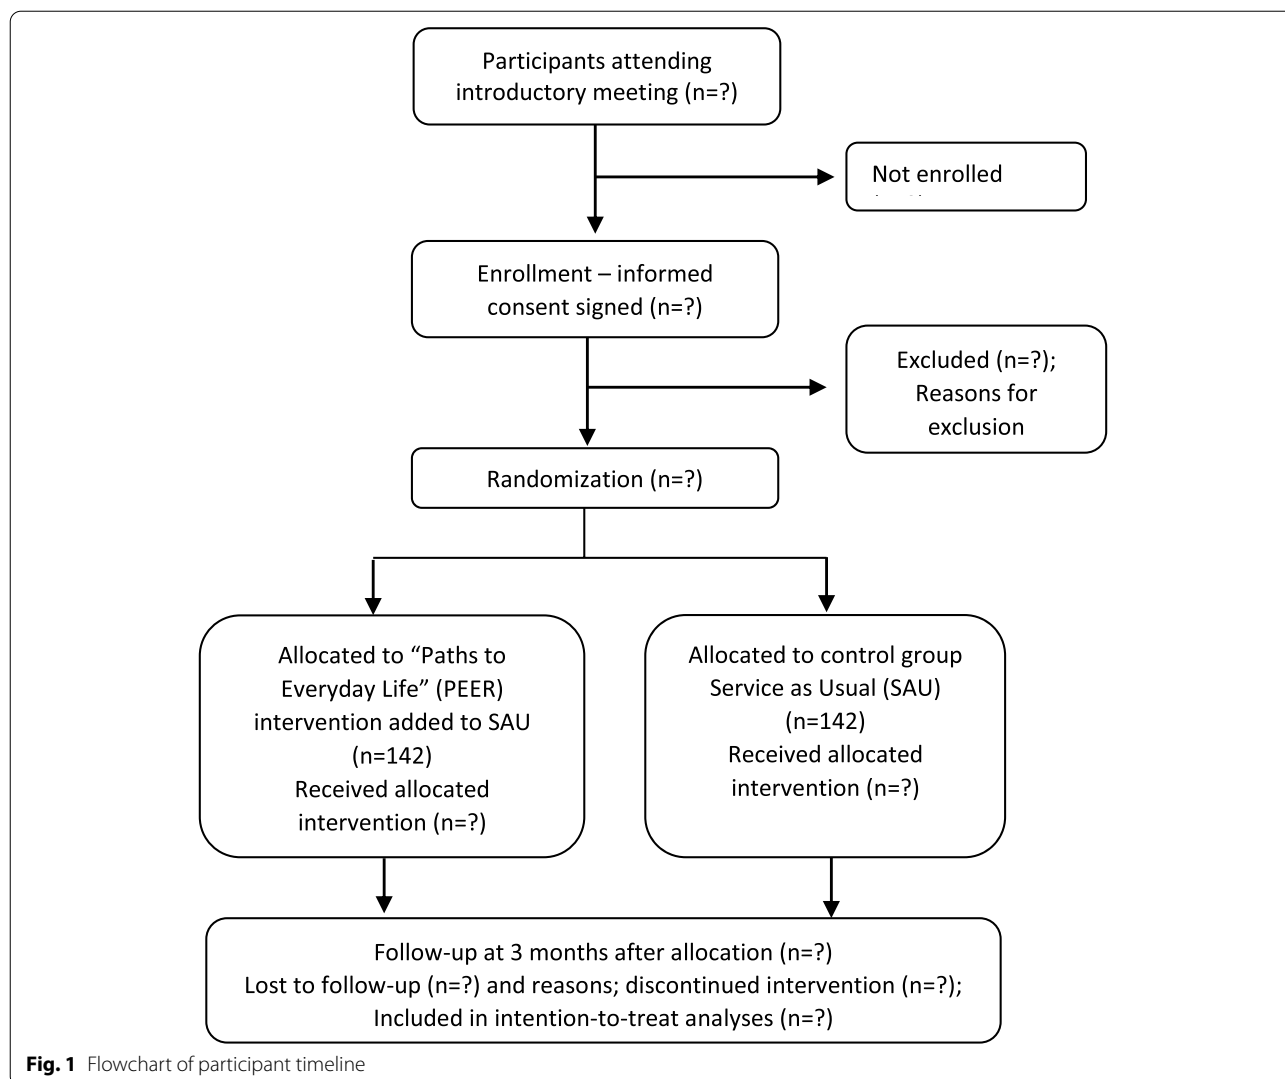 Participants attending
introductory meeting (n=?)
Not enrolled
Enrollment – informed
consent signed (n=?)
Excluded (n=?);
Reasons for
exclusion
Randomization (n=?)
Allocated to “Paths to
Everyday Life” (PEER)
intervention added to SAU
(n=142)
Received allocated
intervention (n=?)
Allocated to control group
Service as Usual (SAU)
(n=142)
Received allocated
intervention (n=?)
Follow-up at 3 months after allocation (n=?)
Lost to follow-up (n=?) and reasons; discontinued intervention (n=?);
Included in intention-to-treat analyses (n=?)
Fig. 1 Flowchart of participant timeline